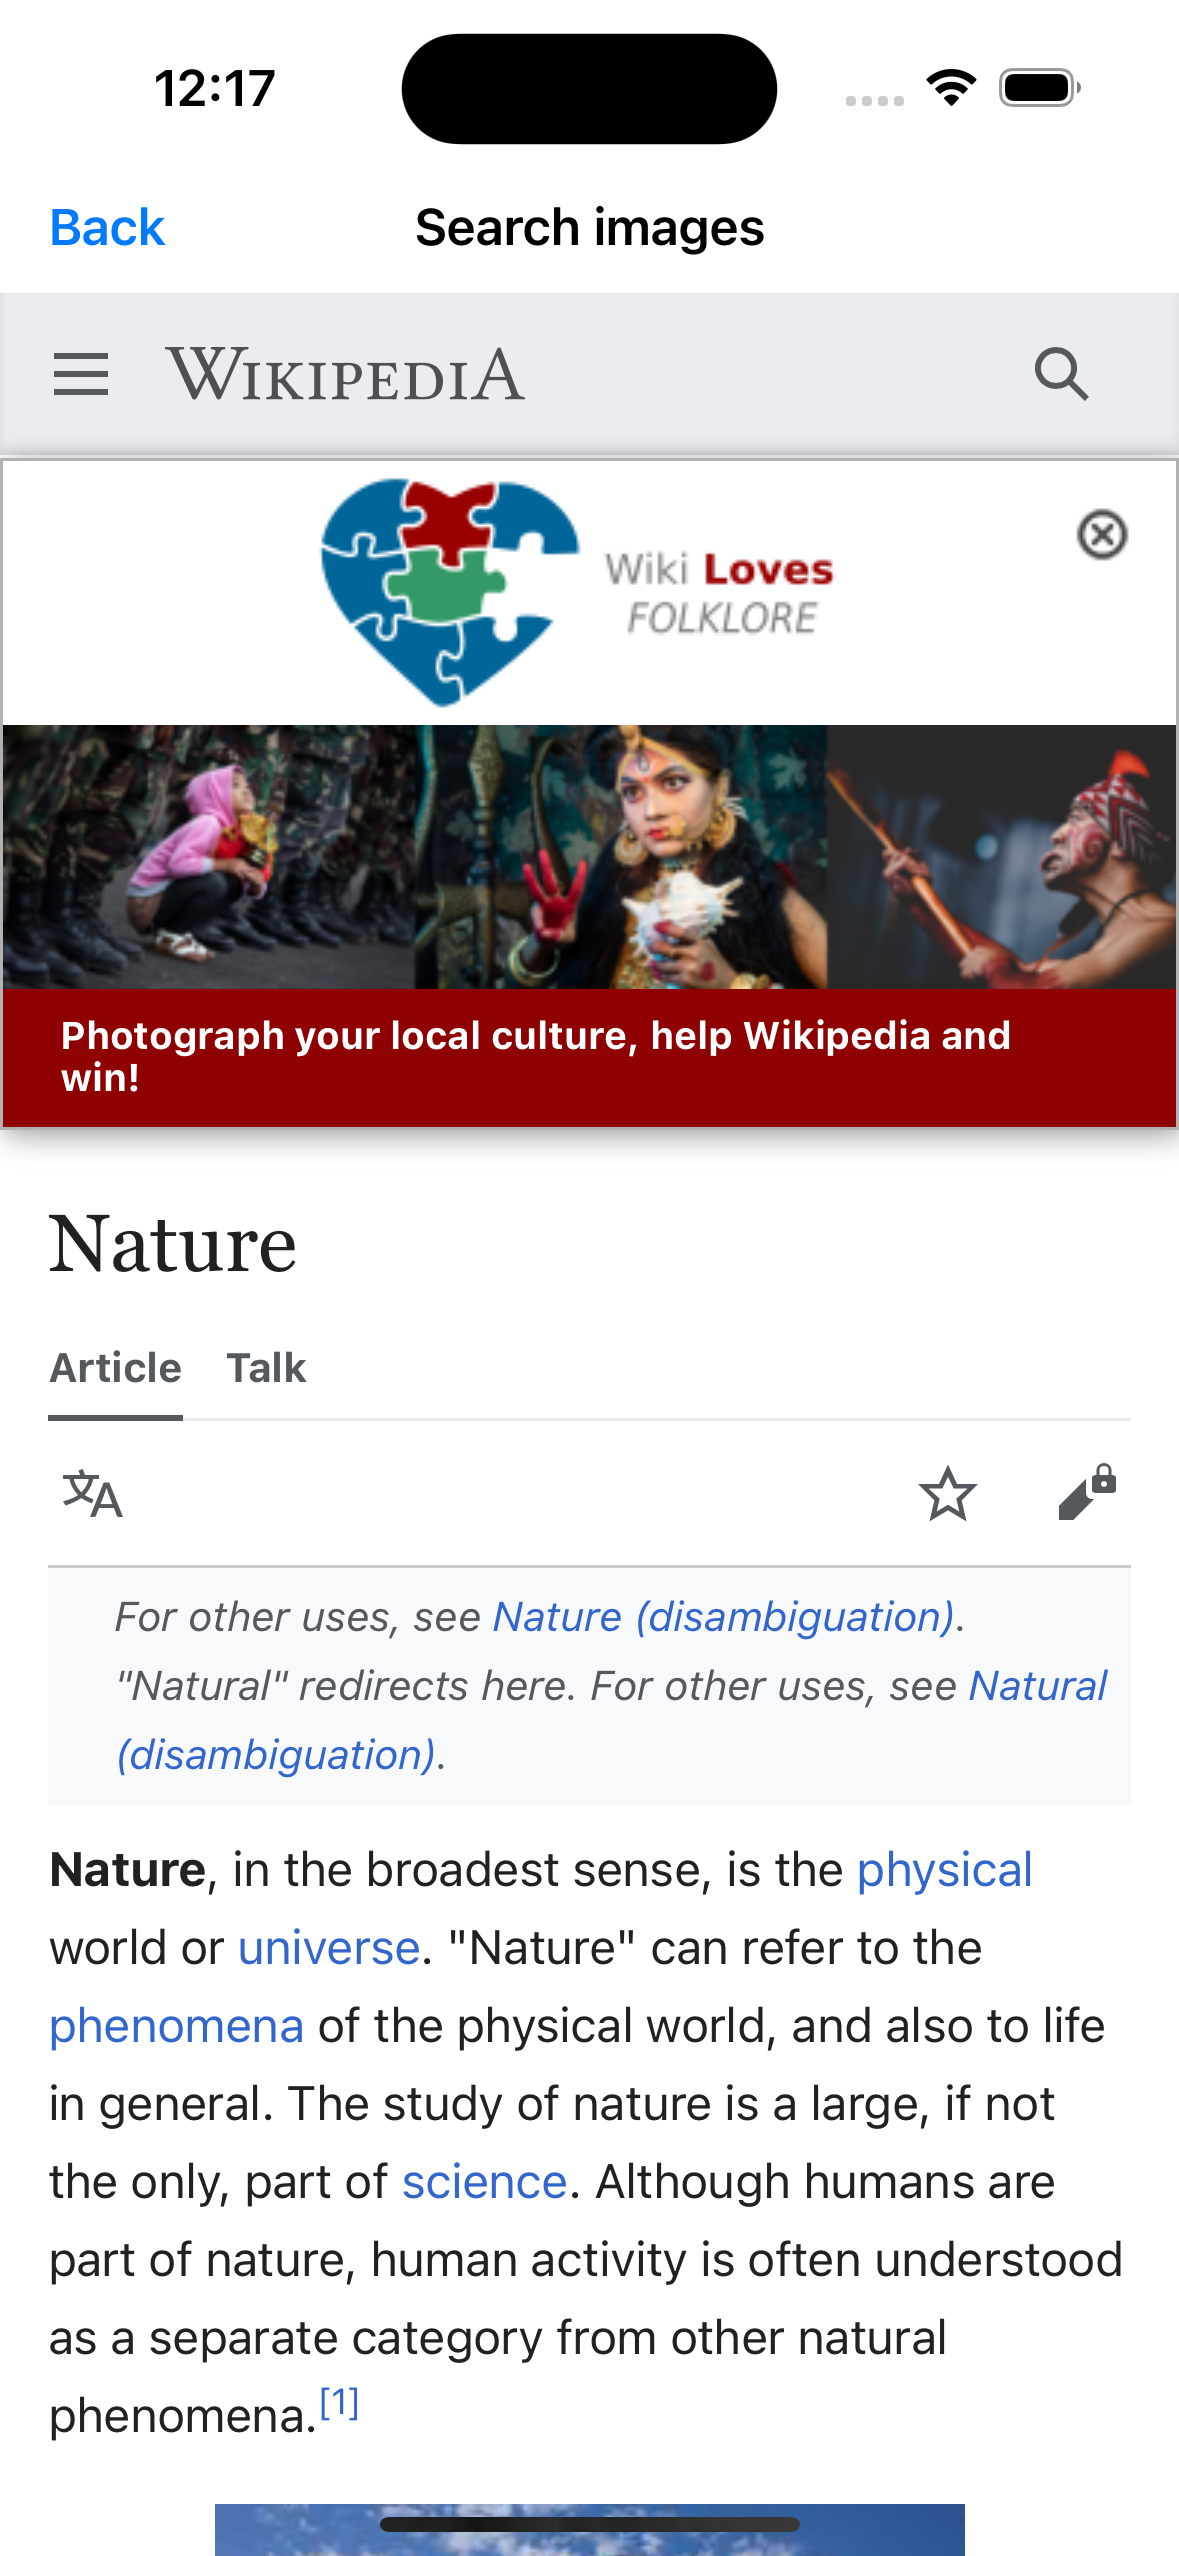 12:17
Back
Search images
WIKIPEDIA
Wiki Loves
FOLKLORE
Photograph your local culture, help Wikipedia and
win!
Nature
Article Talk
文A
For other uses, see Nature (disambiguation).
"Natural" redirects here. For other uses, see Natural
(disambiguation).
Nature, in the broadest sense, is the physical
world or universe. "Nature" can refer to the
phenomena of the physical world, and also to life
in general. The study of nature is a large, if not
the only, part of science. Although humans are
part of nature, human activity is often understood
as a separate category from other natural
phenomena.[1]